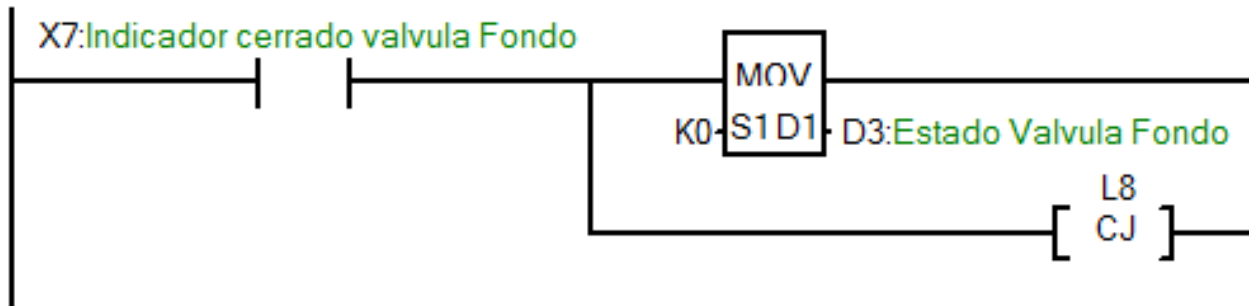 X7:Indicador cerrado valvula Fondo
MOV
K0 S1 D1 D3:Estado Valvula Fondo
L8
CJ